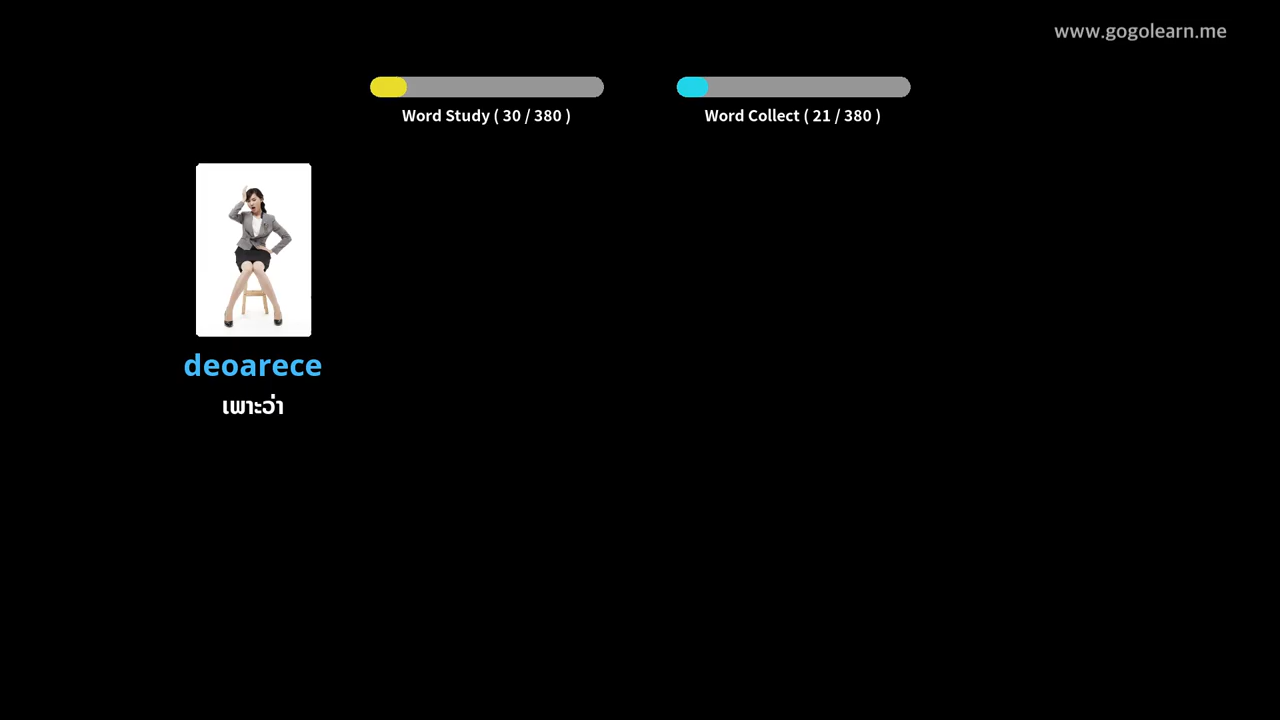 www.gogolearn.me
Word Study ( 30 / 380 )
Word Collect ( 21 / 380 )
deoarece
เพาะว่า